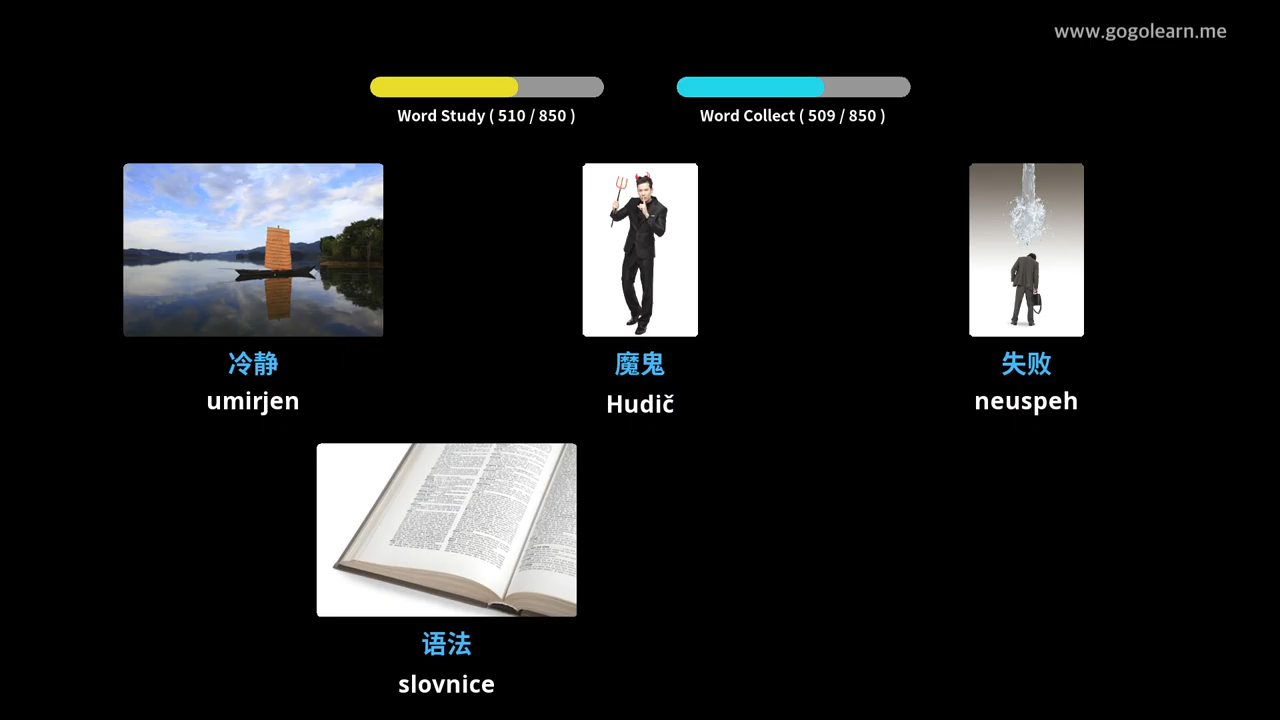 www.gogolearn.me
Word Study ( 510 / 850 )
Word Collect ( 509 / 850 )
冷静
umirjen
魔鬼
Hudič
失败
neuspeh
语法
slovnice